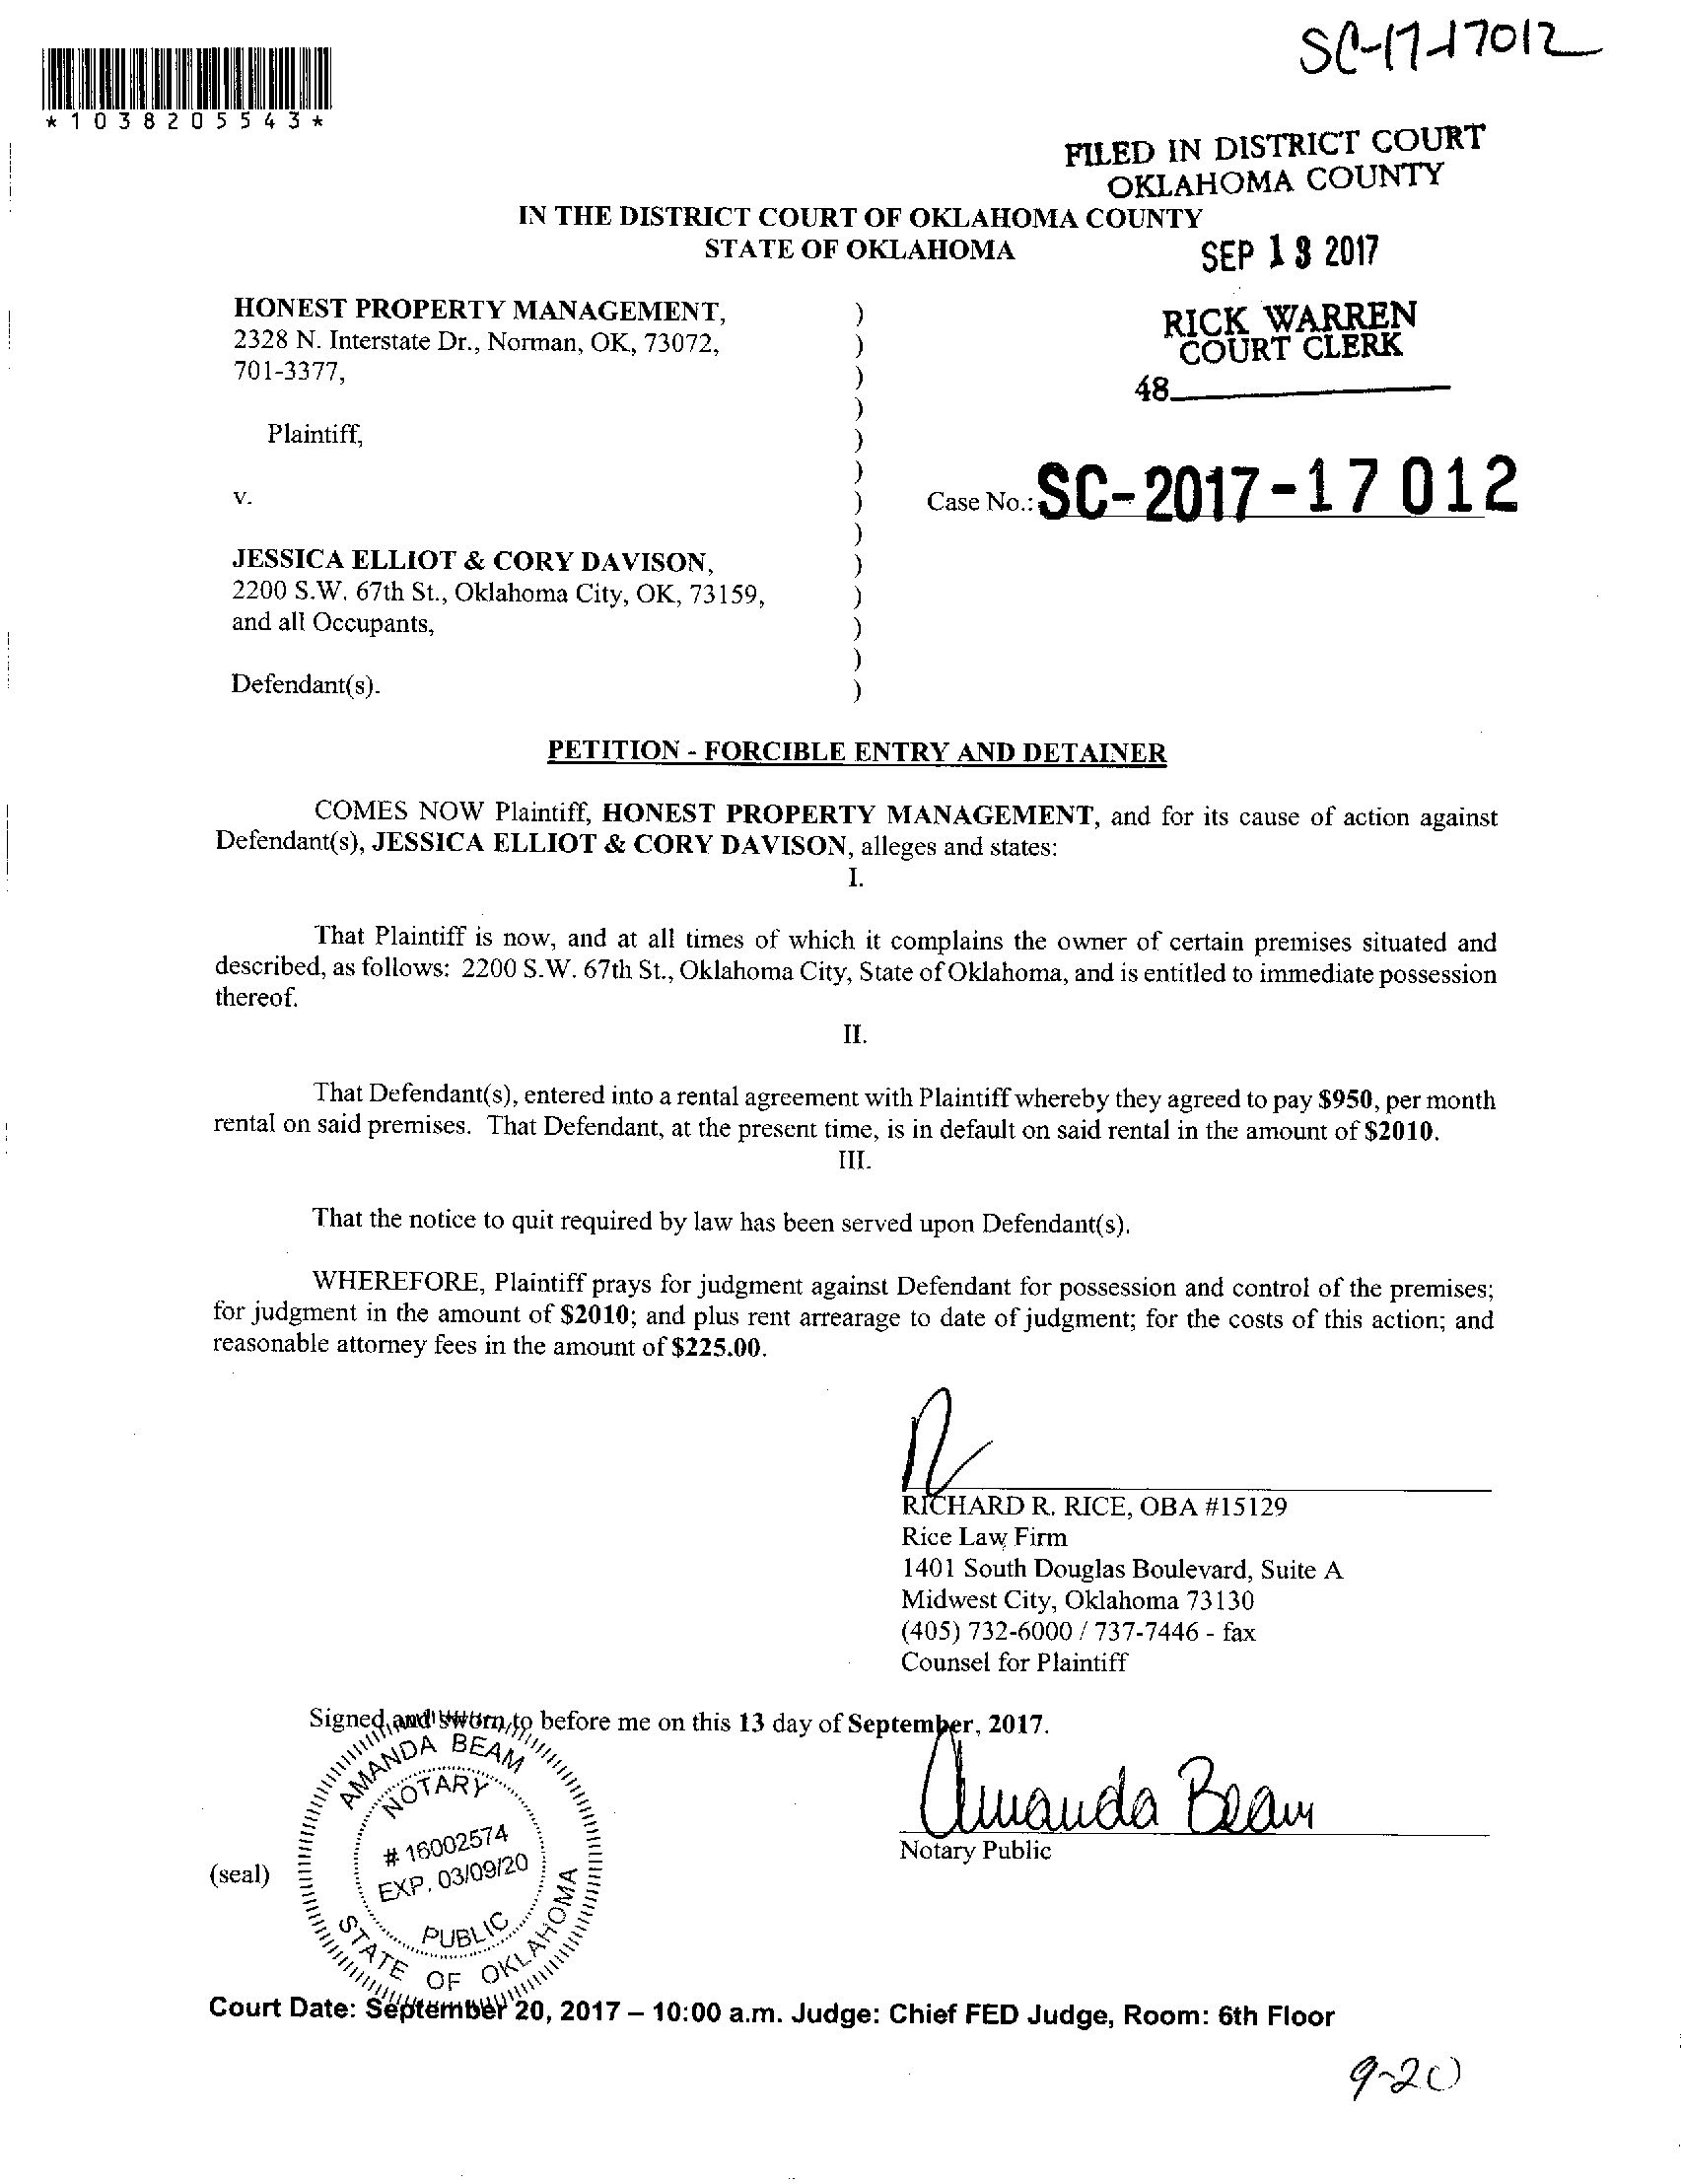 SC-17-17012
*1038205543*
FILED IN DISTRICT COURT
OKLAHOMA COUNTY
IN THE DISTRICT COURT OF OKLAHOMA COUNTY
STATE OF OKLAHOMA
SEP 13 2017
HONEST PROPERTY MANAGEMENT, )
2328 N. Interstate Dr., Norman, OK, 73072, )
701-3377, )
)
Plaintiff, )
)
v. )
)
JESSICA ELLIOT & CORY DAVISON, )
2200 S.W. 67th St., Oklahoma City, OK, 73159, )
and all Occupants, )
)
Defendant(s). )
RICK WARREN
COURT CLERK
48
Case No.: SC-2017-17012
PETITION - FORCIBLE ENTRY AND DETAINER
COMES NOW Plaintiff, HONEST PROPERTY MANAGEMENT, and for its cause of action against
Defendant(s), JESSICA ELLIOT & CORY DAVISON, alleges and states:
I.
That Plaintiff is now, and at all times of which it complains the owner of certain premises situated and
described, as follows: 2200 S.W. 67th St., Oklahoma City, State of Oklahoma, and is entitled to immediate possession
thereof.
II.
That Defendant(s), entered into a rental agreement with Plaintiff whereby they agreed to pay $950, per month
rental on said premises. That Defendant, at the present time, is in default on said rental in the amount of $2010.
III.
That the notice to quit required by law has been served upon Defendant(s).
WHEREFORE, Plaintiff prays for judgment against Defendant for possession and control of the premises;
for judgment in the amount of $2010; and plus rent arrearage to date of judgment; for the costs of this action; and
reasonable attorney fees in the amount of $225.00.
RICHARD R. RICE, OBA #15129
Rice Law Firm
1401 South Douglas Boulevard, Suite A
Midwest City, Oklahoma 73130
(405) 732-6000 / 737-7446 - fax
Counsel for Plaintiff
Signed and sworn to before me on this 13 day of September, 2017.
Amanda Beam
Notary Public
(seal)
AMANDA BEAM
NOTARY
# 16002574
EXP. 03/09/20
PUBLIC
STATE OF OKLAHOMA
Court Date: September 20, 2017 – 10:00 a.m. Judge: Chief FED Judge, Room: 6th Floor
9-20